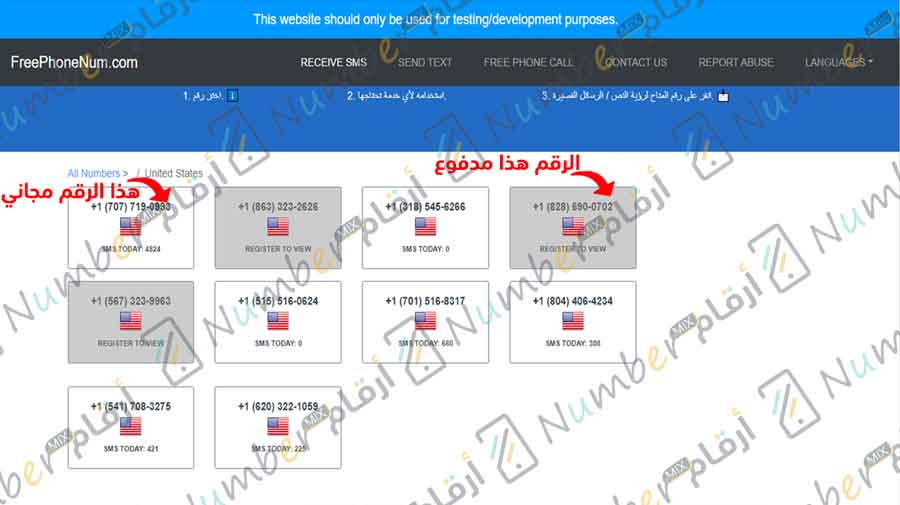 This website should only be used for testing/development purposes.
FreePhoneNum.com RECEIVE SMS SEND TEXT FREE PHONE CALL CONTACT US REPORT ABUSE LANGUAGES
1. اختر رقم. 2. استخدامه لأي خدمة تحتاجها. 3. انقر على رقم المتاح لرؤية النص / الرسائل القصيرة.
All Numbers > / United States
الرقم هذا مدفوع
هذا الرقم مجاني
+1 (707) 719-0993 +1 (863) 323-2626 +1 (318) 545-6266 +1 (828) 690-0702
SMS TODAY: 4824 REGISTER TO VIEW SMS TODAY: 0 REGISTER TO VIEW
+1 (567) 323-9963 +1 (515) 516-0624 +1 (701) 516-8317 +1 (804) 406-4234
REGISTER TO VIEW SMS TODAY: 0 SMS TODAY: 660 SMS TODAY: 308
+1 (541) 708-3275 +1 (620) 322-1059
SMS TODAY: 421 SMS TODAY: 225
أرقام Number MIX